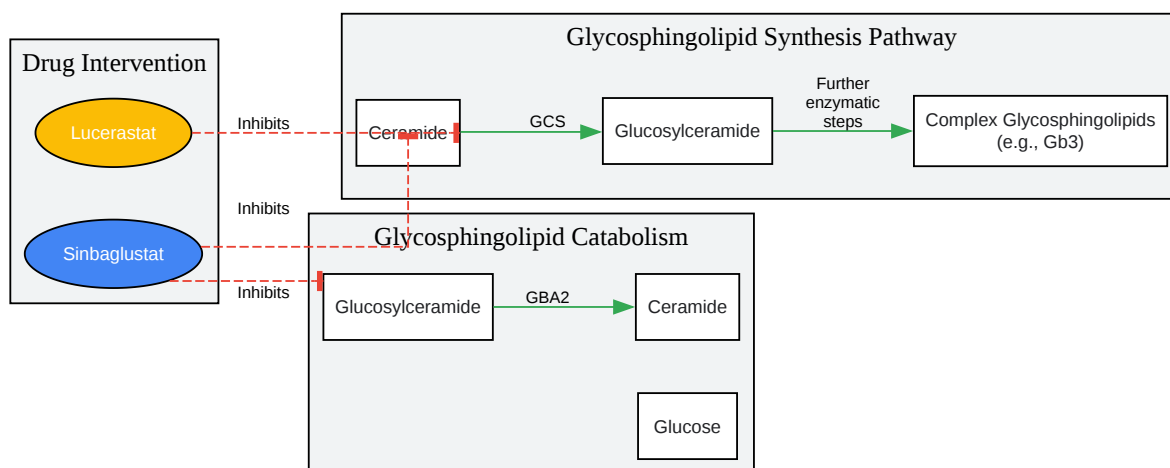 Glycosphingolipid Synthesis Pathway
Drug Intervention
Further
enzymatic
steps
Lucerastat
Inhibits
Ceramide
GCS
Glucosylceramide
Complex Glycosphingolipids
(e.g., Gb3)
Inhibits
Glycosphingolipid Catabolism
Sinbaglustat
Inhibits
Glucosylceramide
GBA2
Ceramide
Glucose